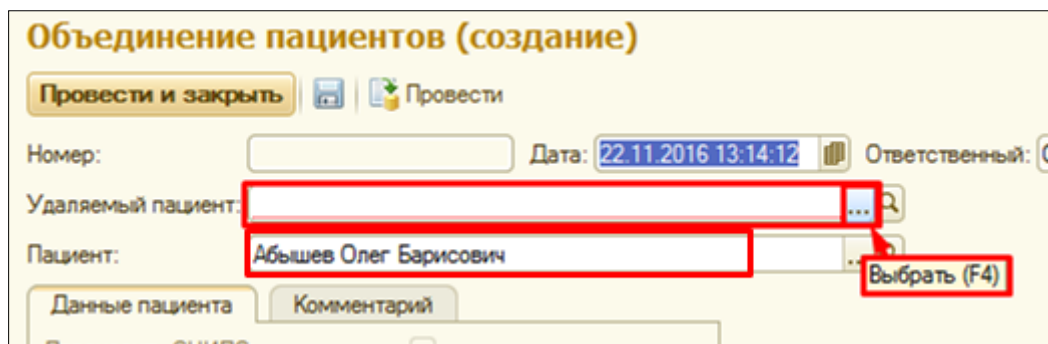 Объединение пациентов (создание)
Провести и закрыть Провести
Номер: Дата: 22.11.2016 13:14:12 Ответственный:
Удаляемый пациент: ...
Пациент: Абышев Олег Барисович ...
Выбрать (F4)
Данные пациента Комментарий